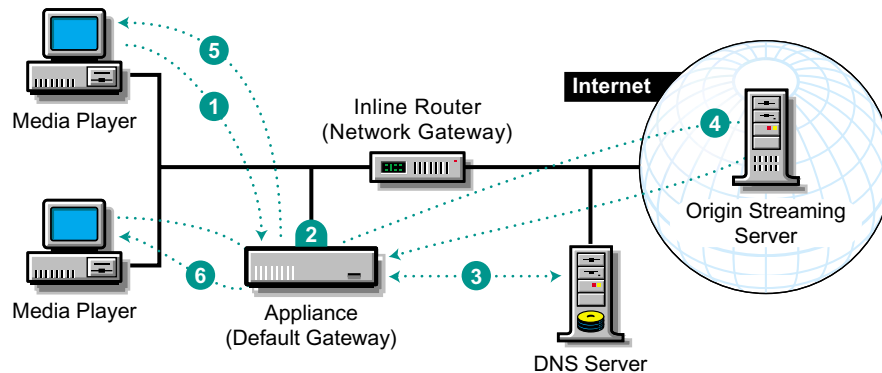 5
1
Media Player
Inline Router
(Network Gateway)
Internet
4
Origin Streaming
Server
2
Media Player
6
Appliance
(Default Gateway)
3
DNS Server